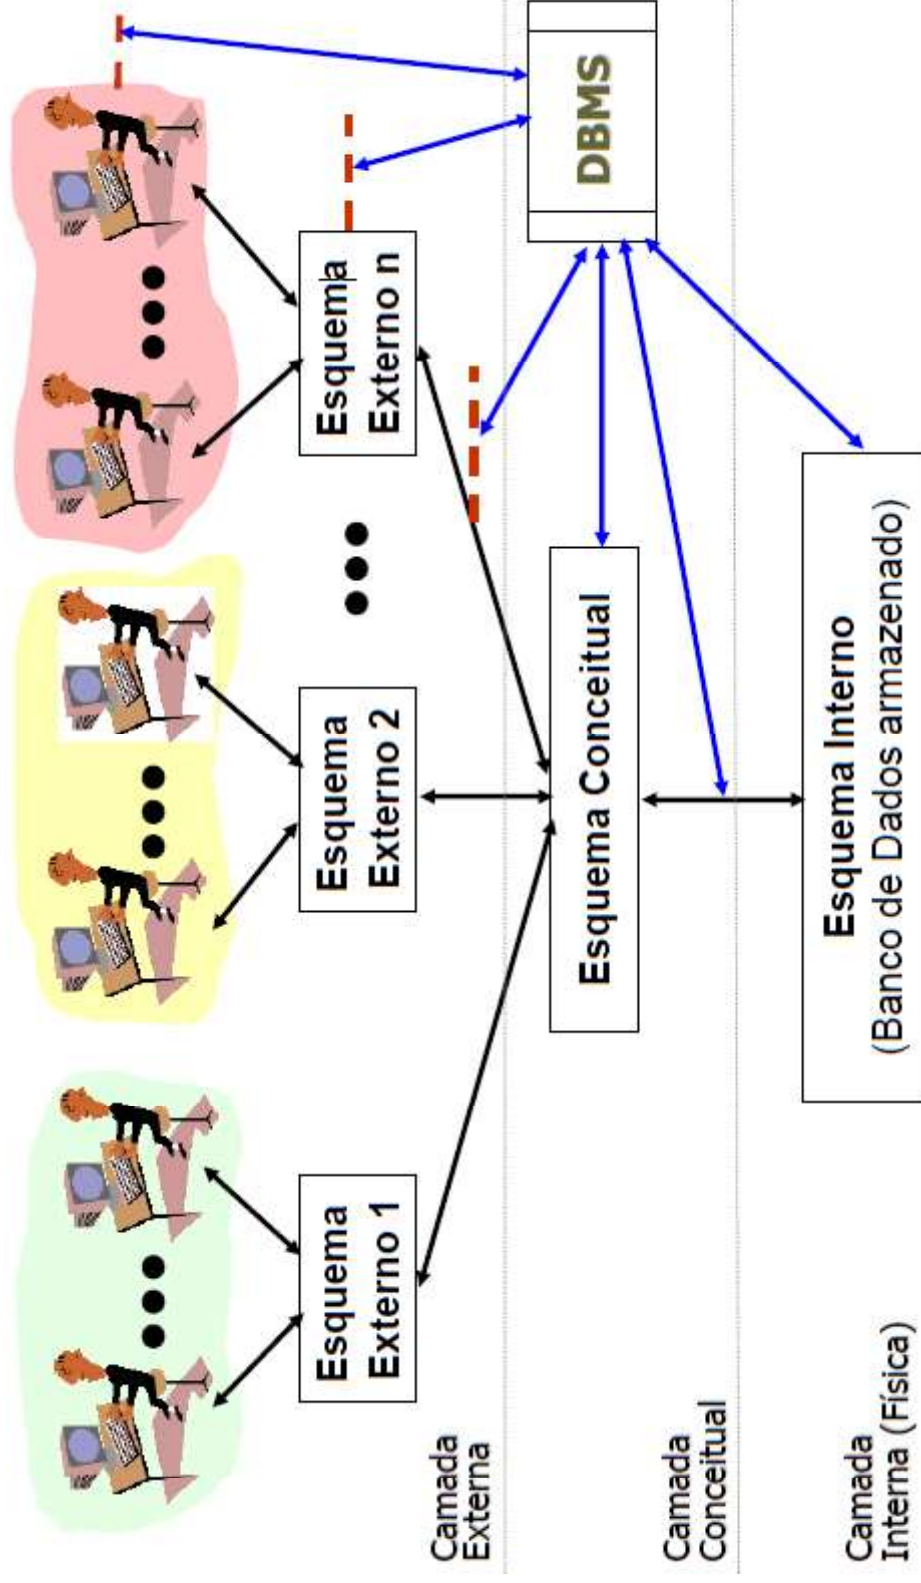 Esquema
Externo 1
Esquema
Externo 2
Esquema
Externo n
Camada
Externa
DBMS
Esquema Conceitual
Camada
Conceitual
Esquema Interno
(Banco de Dados armazenado)
Camada
Interna (Física)